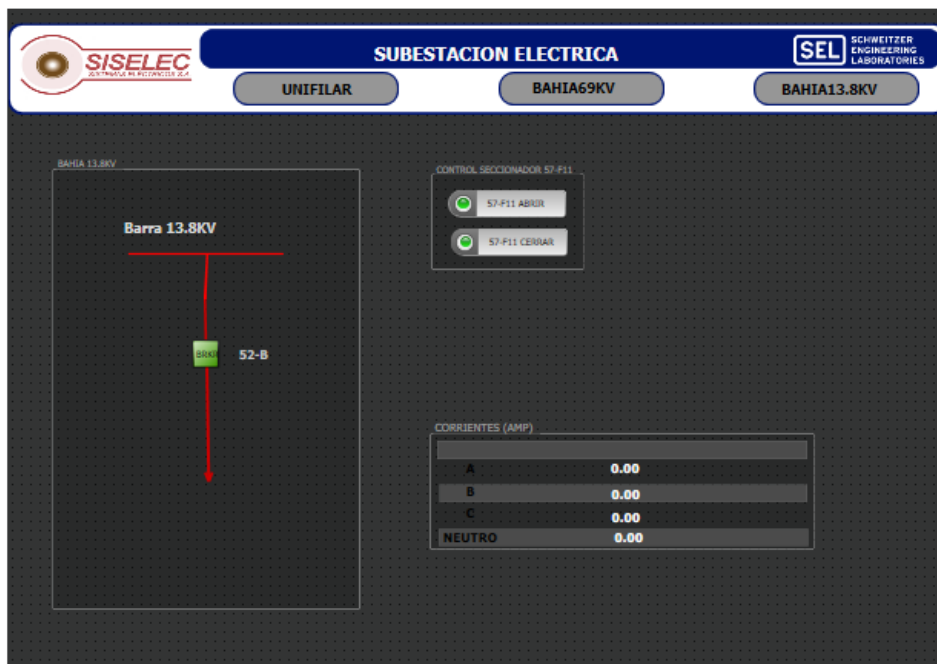 SISELEC
SISTEMAS ELECTRICOS S.A
SUBESTACION ELECTRICA
SEL SCHWEITZER
ENGINEERING
LABORATORIES
UNIFILAR
BAHIA69KV
BAHIA13.8KV
BAHIA 13.8KV
Barra 13.8KV
BRKR
52-B
CONTROL SECCIONADOR 57-F11
57-F11 ABRIR
57-F11 CERRAR
CORRIENTES (AMP)
A 0.00
B 0.00
C 0.00
NEUTRO 0.00